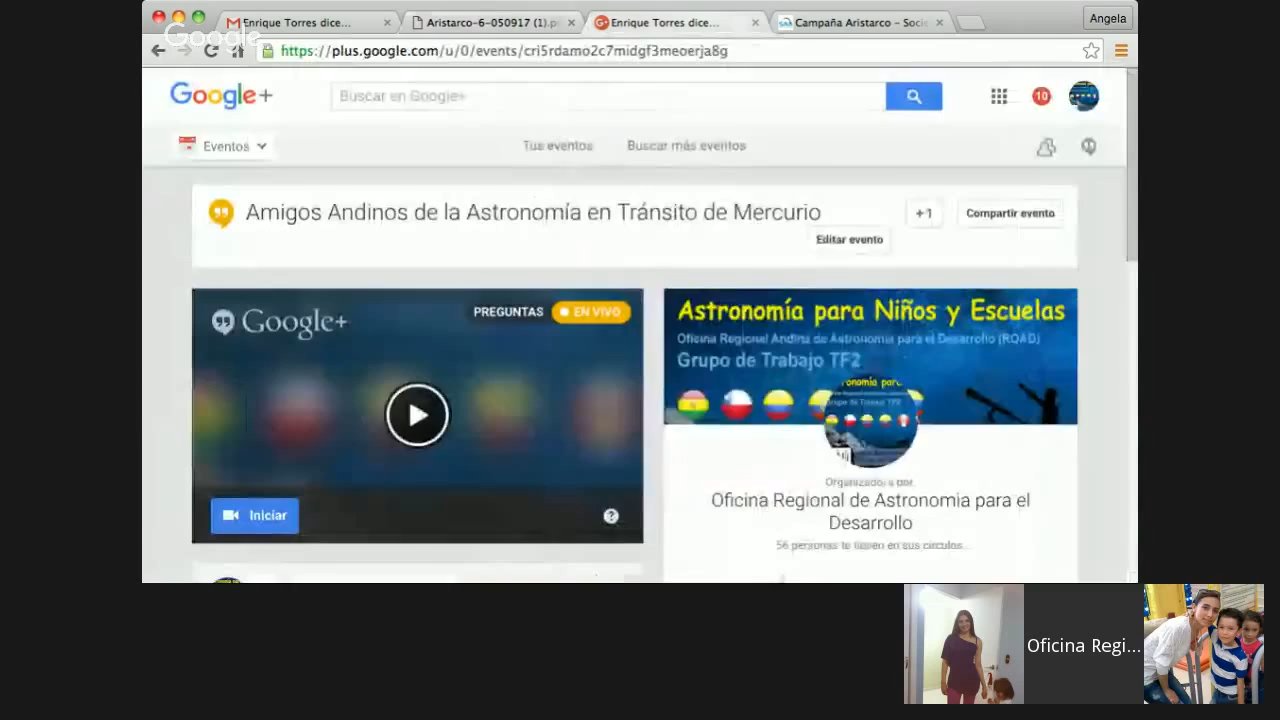 Enrique Torres dice...
Aristarco-6-050917 (1).p
Enrique Torres dice...
Campaña Aristarco – Socie
Angela
Google
https://plus.google.com/u/0/events/cri5rdamo2c7midgf3meoerja8g
Google+
Buscar en Google+
10
Eventos
Tus eventos
Buscar más eventos
Amigos Andinos de la Astronomía en Tránsito de Mercurio
+1
Compartir evento
Editar evento
Google+
PREGUNTAS
EN VIVO
Iniciar
?
Astronomía para Niños y Escuelas
Oficina Regional Andina de Astronomía para el Desarrollo (ROAD)
Grupo de Trabajo TF2
Organizado por
Oficina Regional de Astronomia para el
Desarrollo
56 personas te tienen en sus círculos...
Oficina Regi...